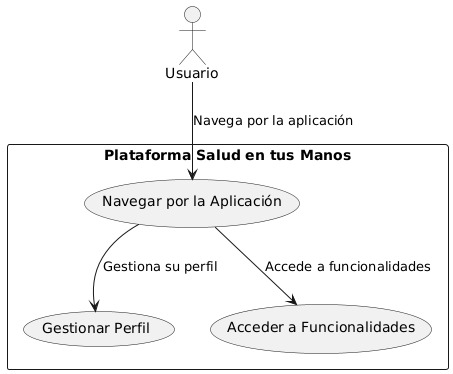 Usuario
Navega por la aplicación
Plataforma Salud en tus Manos
Navegar por la Aplicación
Gestiona su perfil
Accede a funcionalidades
Gestionar Perfil
Acceder a Funcionalidades